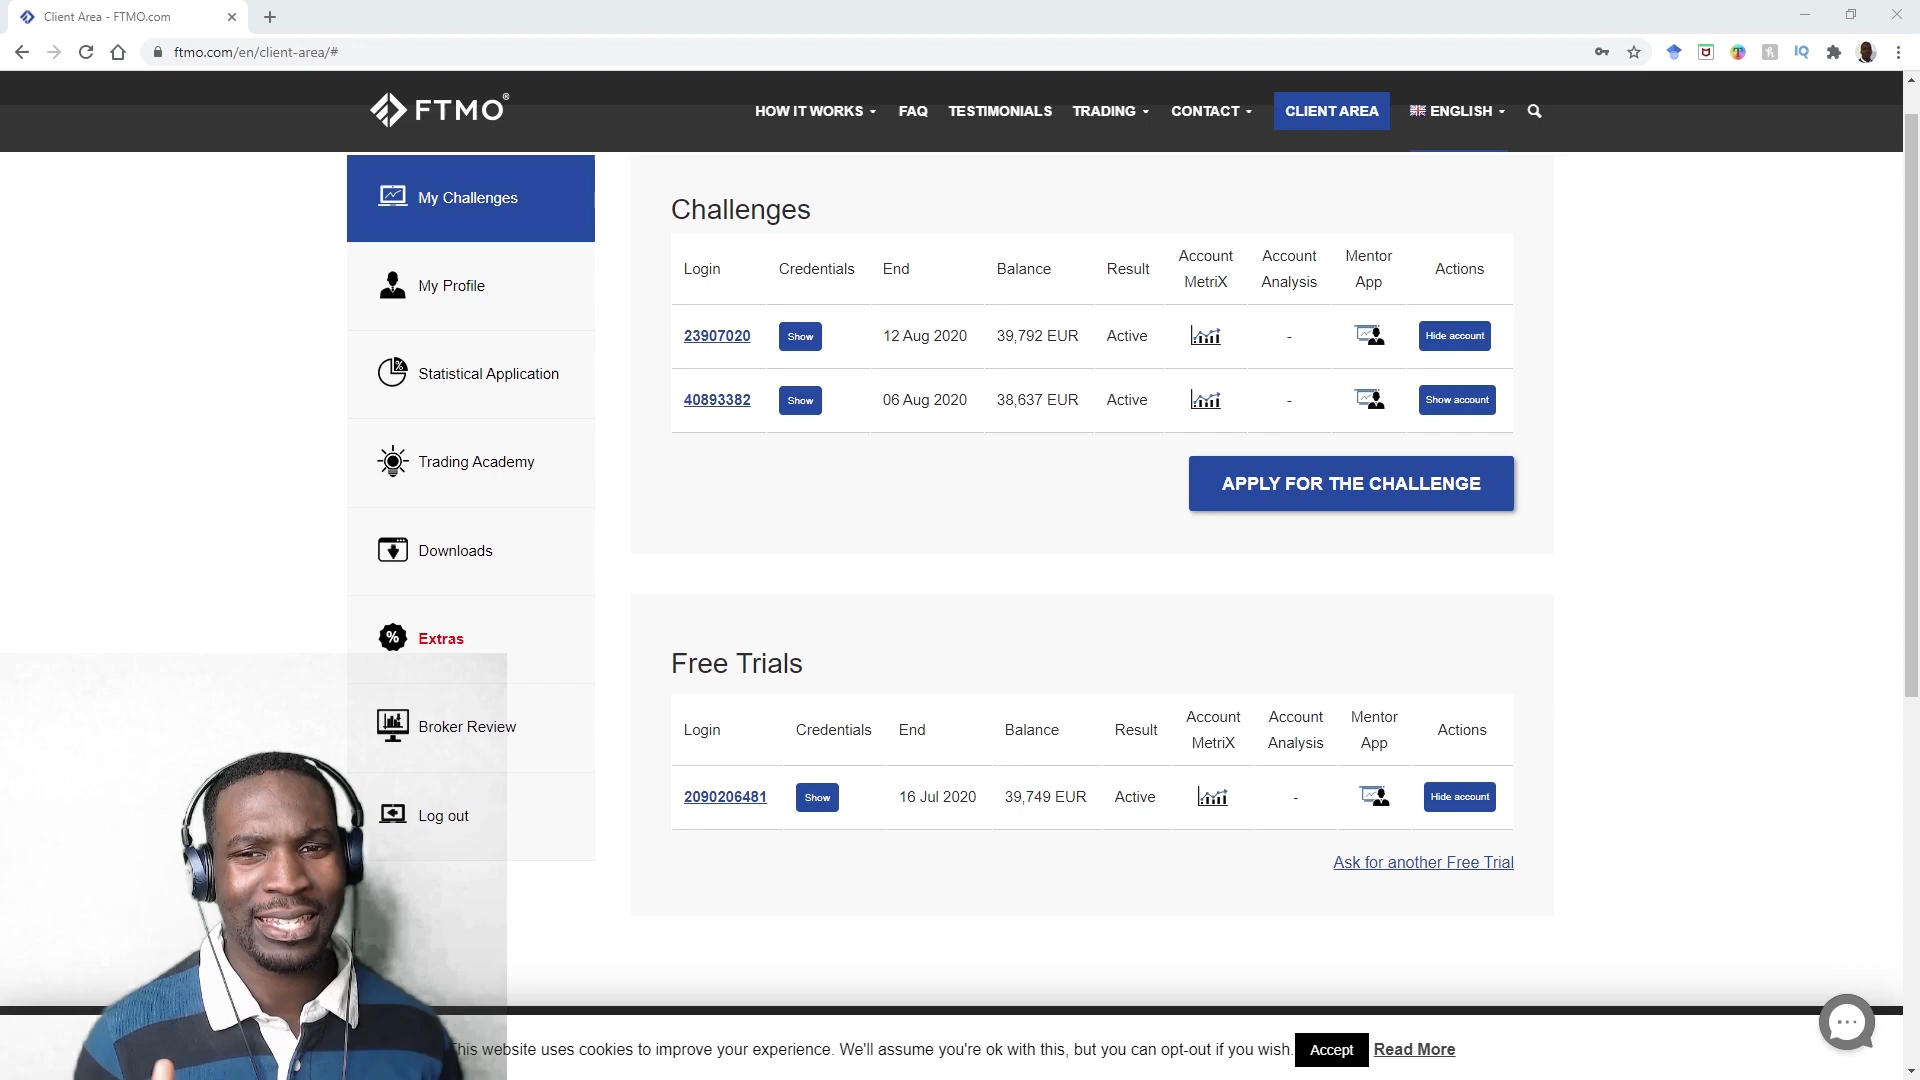 Client Area - FTMO.com
ftmo.com/en/client-area/#
FTMO®
HOW IT WORKS
FAQ
TESTIMONIALS
TRADING
CONTACT
CLIENT AREA
ENGLISH
My Challenges
My Profile
Statistical Application
Trading Academy
Downloads
% Extras
Broker Review
Log out
Challenges
Login Credentials End Balance Result Account MetriX Account Analysis Mentor App Actions
23907020 Show 12 Aug 2020 39,792 EUR Active - Hide account
40893382 Show 06 Aug 2020 38,637 EUR Active - Show account
APPLY FOR THE CHALLENGE
Free Trials
Login Credentials End Balance Result Account MetriX Account Analysis Mentor App Actions
2090206481 Show 16 Jul 2020 39,749 EUR Active - Hide account
Ask for another Free Trial
This website uses cookies to improve your experience. We'll assume you're ok with this, but you can opt-out if you wish. Accept Read More